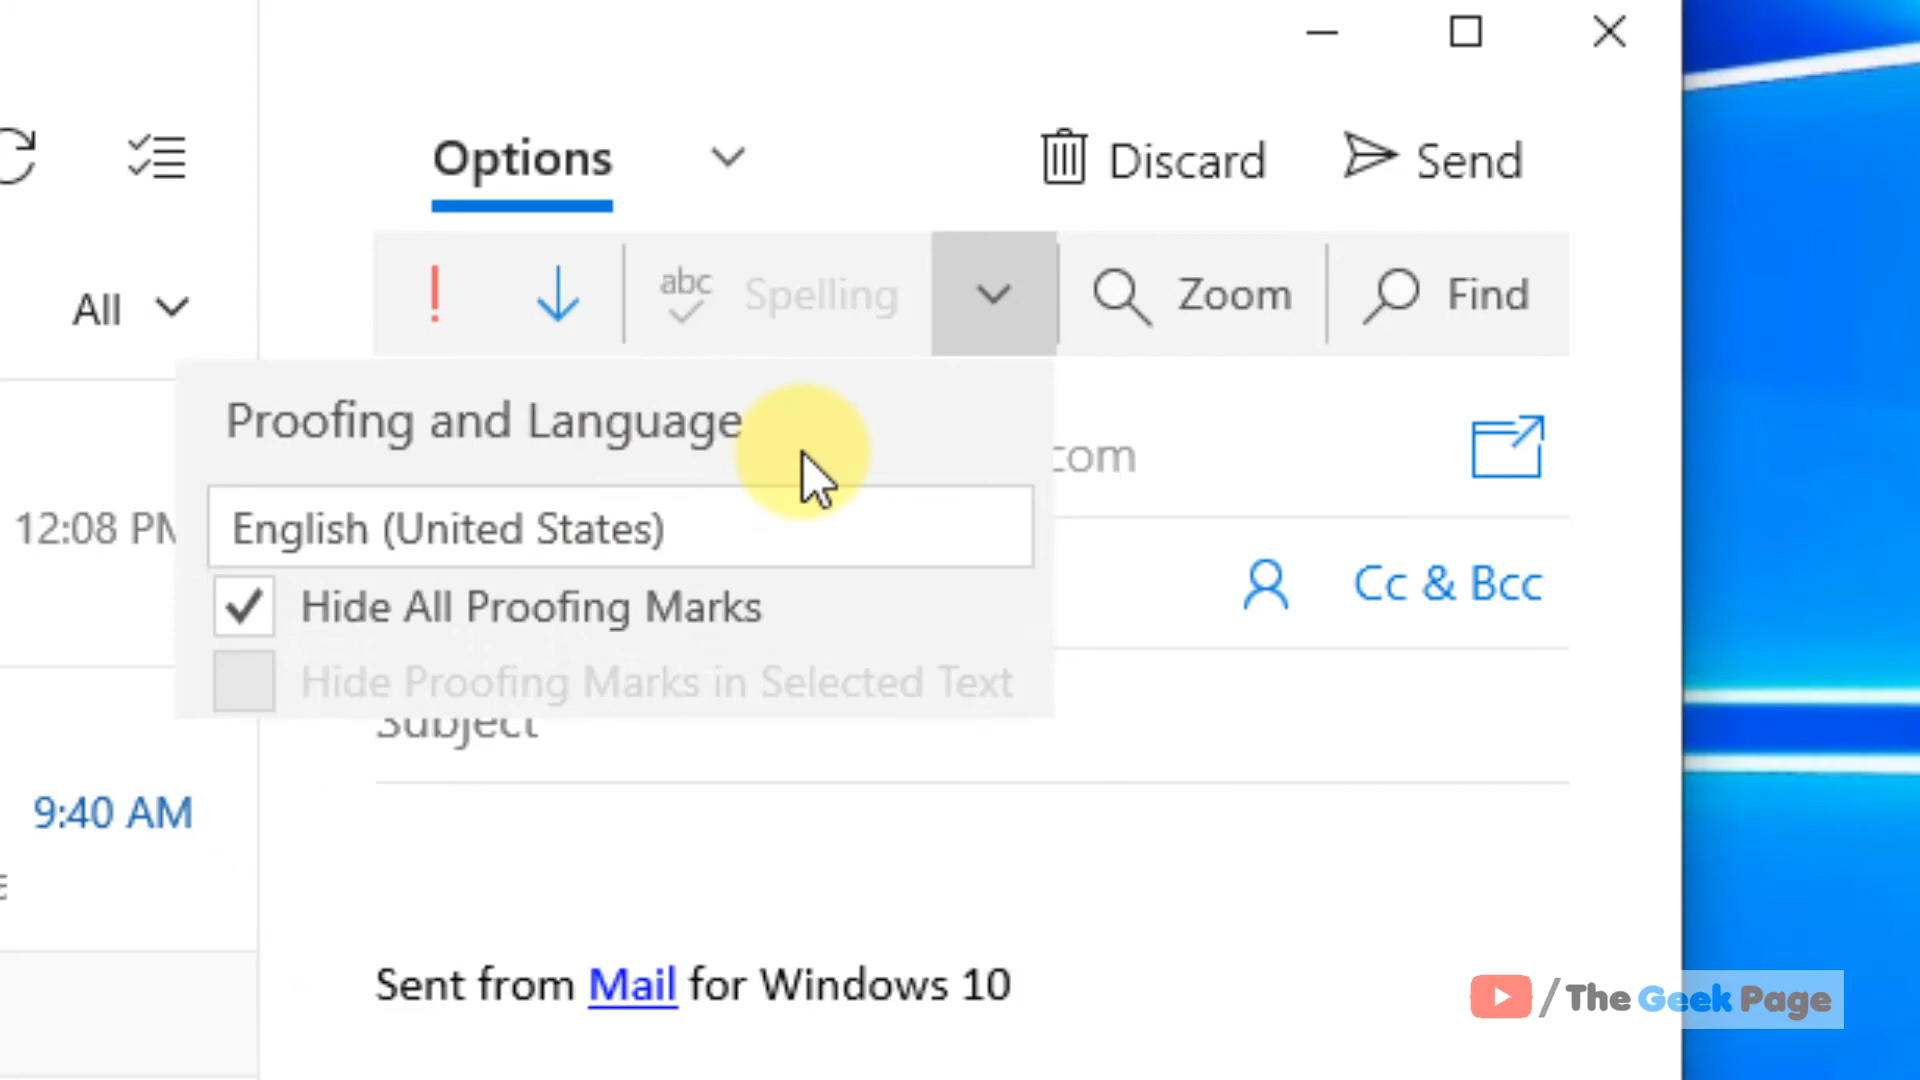 Options
Discard
Send
All
!
abc
Spelling
Zoom
Find
Proofing and Language
com
12:08 PM
English (United States)
Cc & Bcc
Hide All Proofing Marks
Hide Proofing Marks in Selected Text
Subject
9:40 AM
Sent from Mail for Windows 10
/The Geek Page